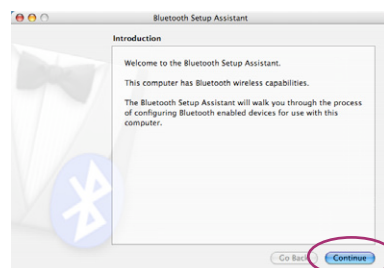 Bluetooth Setup Assistant
Introduction
Welcome to the Bluetooth Setup Assistant.
This computer has Bluetooth wireless capabilities.
The Bluetooth Setup Assistant will walk you through the process
of configuring Bluetooth enabled devices for use with this
computer.
Go Back
Continue